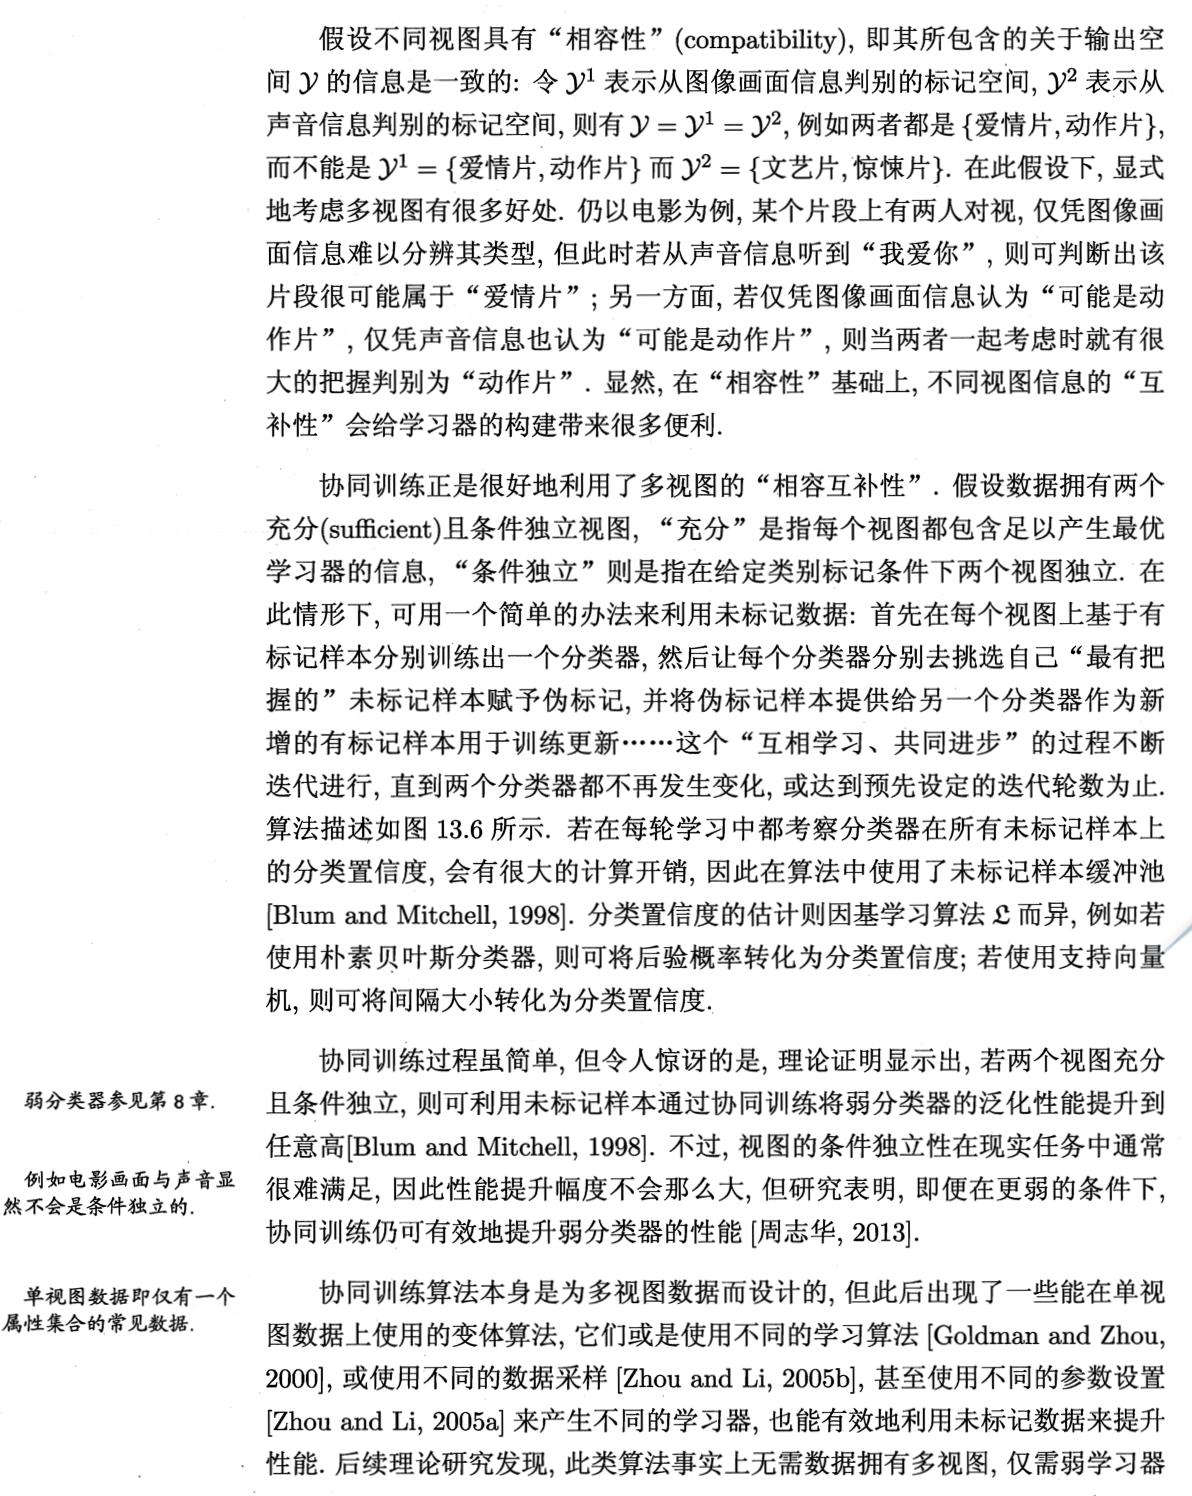 假设不同视图具有“相容性”(compatibility), 即其所包含的关于输出空
间 𝒴 的信息是一致的: 令 𝒴¹ 表示从图像画面信息判别的标记空间, 𝒴² 表示从
声音信息判别的标记空间, 则有 𝒴 = 𝒴¹ = 𝒴², 例如两者都是 {爱情片,动作片},
而不能是 𝒴¹ = {爱情片,动作片} 而 𝒴² = {文艺片,惊悚片}. 在此假设下, 显式
地考虑多视图有很多好处. 仍以电影为例, 某个片段上有两人对视, 仅凭图像画
面信息难以分辨其类型, 但此时若从声音信息听到“我爱你”, 则可判断出该
片段很可能属于“爱情片”; 另一方面, 若仅凭图像画面信息认为“可能是动
作片”, 仅凭声音信息也认为“可能是动作片”, 则当两者一起考虑时就有很
大的把握判别为“动作片”. 显然, 在“相容性”基础上, 不同视图信息的“互
补性”会给学习器的构建带来很多便利.
协同训练正是很好地利用了多视图的“相容互补性”. 假设数据拥有两个
充分(sufficient)且条件独立视图, “充分”是指每个视图都包含足以产生最优
学习器的信息, “条件独立”则是指在给定类别标记条件下两个视图独立. 在
此情形下, 可用一个简单的办法来利用未标记数据: 首先在每个视图上基于有
标记样本分别训练出一个分类器, 然后让每个分类器分别去挑选自己“最有把
握的”未标记样本赋予伪标记, 并将伪标记样本提供给另一个分类器作为新
增的有标记样本用于训练更新……这个“互相学习、共同进步”的过程不断
迭代进行, 直到两个分类器都不再发生变化, 或达到预先设定的迭代轮数为止.
算法描述如图 13.6 所示. 若在每轮学习中都考察分类器在所有未标记样本上
的分类置信度, 会有很大的计算开销, 因此在算法中使用了未标记样本缓冲池
[Blum and Mitchell, 1998]. 分类置信度的估计则因基学习算法 𝔏 而异, 例如若
使用朴素贝叶斯分类器, 则可将后验概率转化为分类置信度; 若使用支持向量
机, 则可将间隔大小转化为分类置信度.
协同训练过程虽简单, 但令人惊讶的是, 理论证明显示出, 若两个视图充分
弱分类器参见第 8 章.
且条件独立, 则可利用未标记样本通过协同训练将弱分类器的泛化性能提升到
任意高[Blum and Mitchell, 1998]. 不过, 视图的条件独立性在现实任务中通常
例如电影画面与声音显
然不会是条件独立的.
很难满足, 因此性能提升幅度不会那么大, 但研究表明, 即便在更弱的条件下,
协同训练仍可有效地提升弱分类器的性能 [周志华, 2013].
单视图数据即仅有一个
属性集合的常见数据.
协同训练算法本身是为多视图数据而设计的, 但此后出现了一些能在单视
图数据上使用的变体算法, 它们或是使用不同的学习算法 [Goldman and Zhou,
2000], 或使用不同的数据采样 [Zhou and Li, 2005b], 甚至使用不同的参数设置
[Zhou and Li, 2005a] 来产生不同的学习器, 也能有效地利用未标记数据来提升
性能. 后续理论研究发现, 此类算法事实上无需数据拥有多视图, 仅需弱学习器